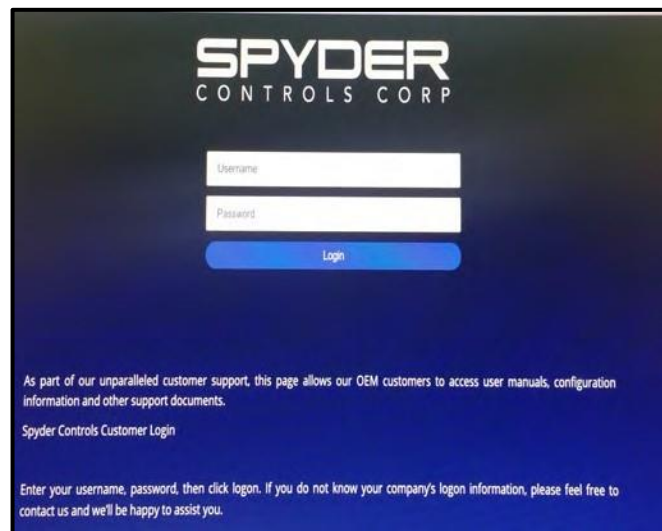 SPYDER
CONTROLS CORP
Username
Password
Login
As part of our unparalleled customer support, this page allows our OEM customers to access user manuals, configuration
information and other support documents.
Spyder Controls Customer Login
Enter your username, password, then click logon. If you do not know your company's logon information, please feel free to
contact us and we'll be happy to assist you.